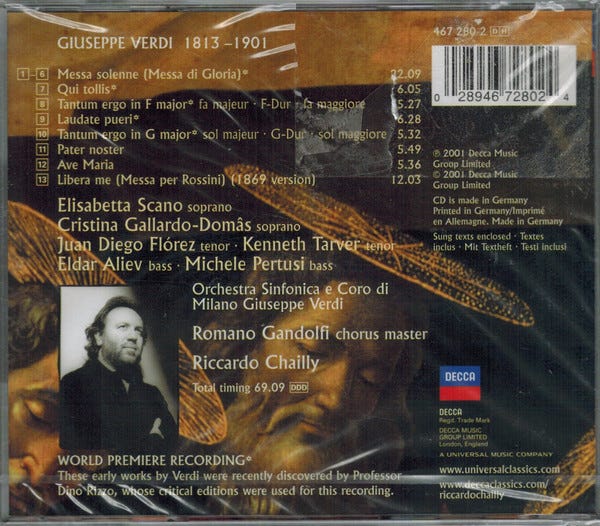 GIUSEPPE VERDI 1813–1901
467 280-2 DH
1–6 Messa solenne (Messa di Gloria)* 22.09
7 Qui tollis* 6.05
8 Tantum ergo in F major* fa majeur · F-Dur · fa maggiore 5.27
9 Laudate pueri* 6.28
10 Tantum ergo in G major* sol majeur · G-Dur · sol maggiore 5.32
11 Pater noster 5.49
12 Ave Maria 5.36
13 Libera me (Messa per Rossini) (1869 version) 12.03
0 28946 72802 4
℗ 2001 Decca Music
Group Limited
© 2001 Decca Music
Group Limited
CD is made in Germany
Printed in Germany/Imprimé
en Allemagne. Made in Germany
Sung texts enclosed · Textes
inclus · Mit Textheft · Testi inclusi
Elisabetta Scano soprano
Cristina Gallardo-Domâs soprano
Juan Diego Flórez tenor · Kenneth Tarver tenor
Eldar Aliev bass · Michele Pertusi bass
Orchestra Sinfonica e Coro di
Milano Giuseppe Verdi
Romano Gandolfi chorus master
Riccardo Chailly
Total timing 69.09 DDD
DECCA
DECCA
Regd. Trade Mark
DECCA MUSIC
GROUP LIMITED
London, England
A UNIVERSAL MUSIC COMPANY
www.universalclassics.com
www.deccaclassics.com/
riccardochailly
WORLD PREMIERE RECORDING*
These early works by Verdi were recently discovered by Professor
Dino Rizzo, whose critical editions were used for this recording.